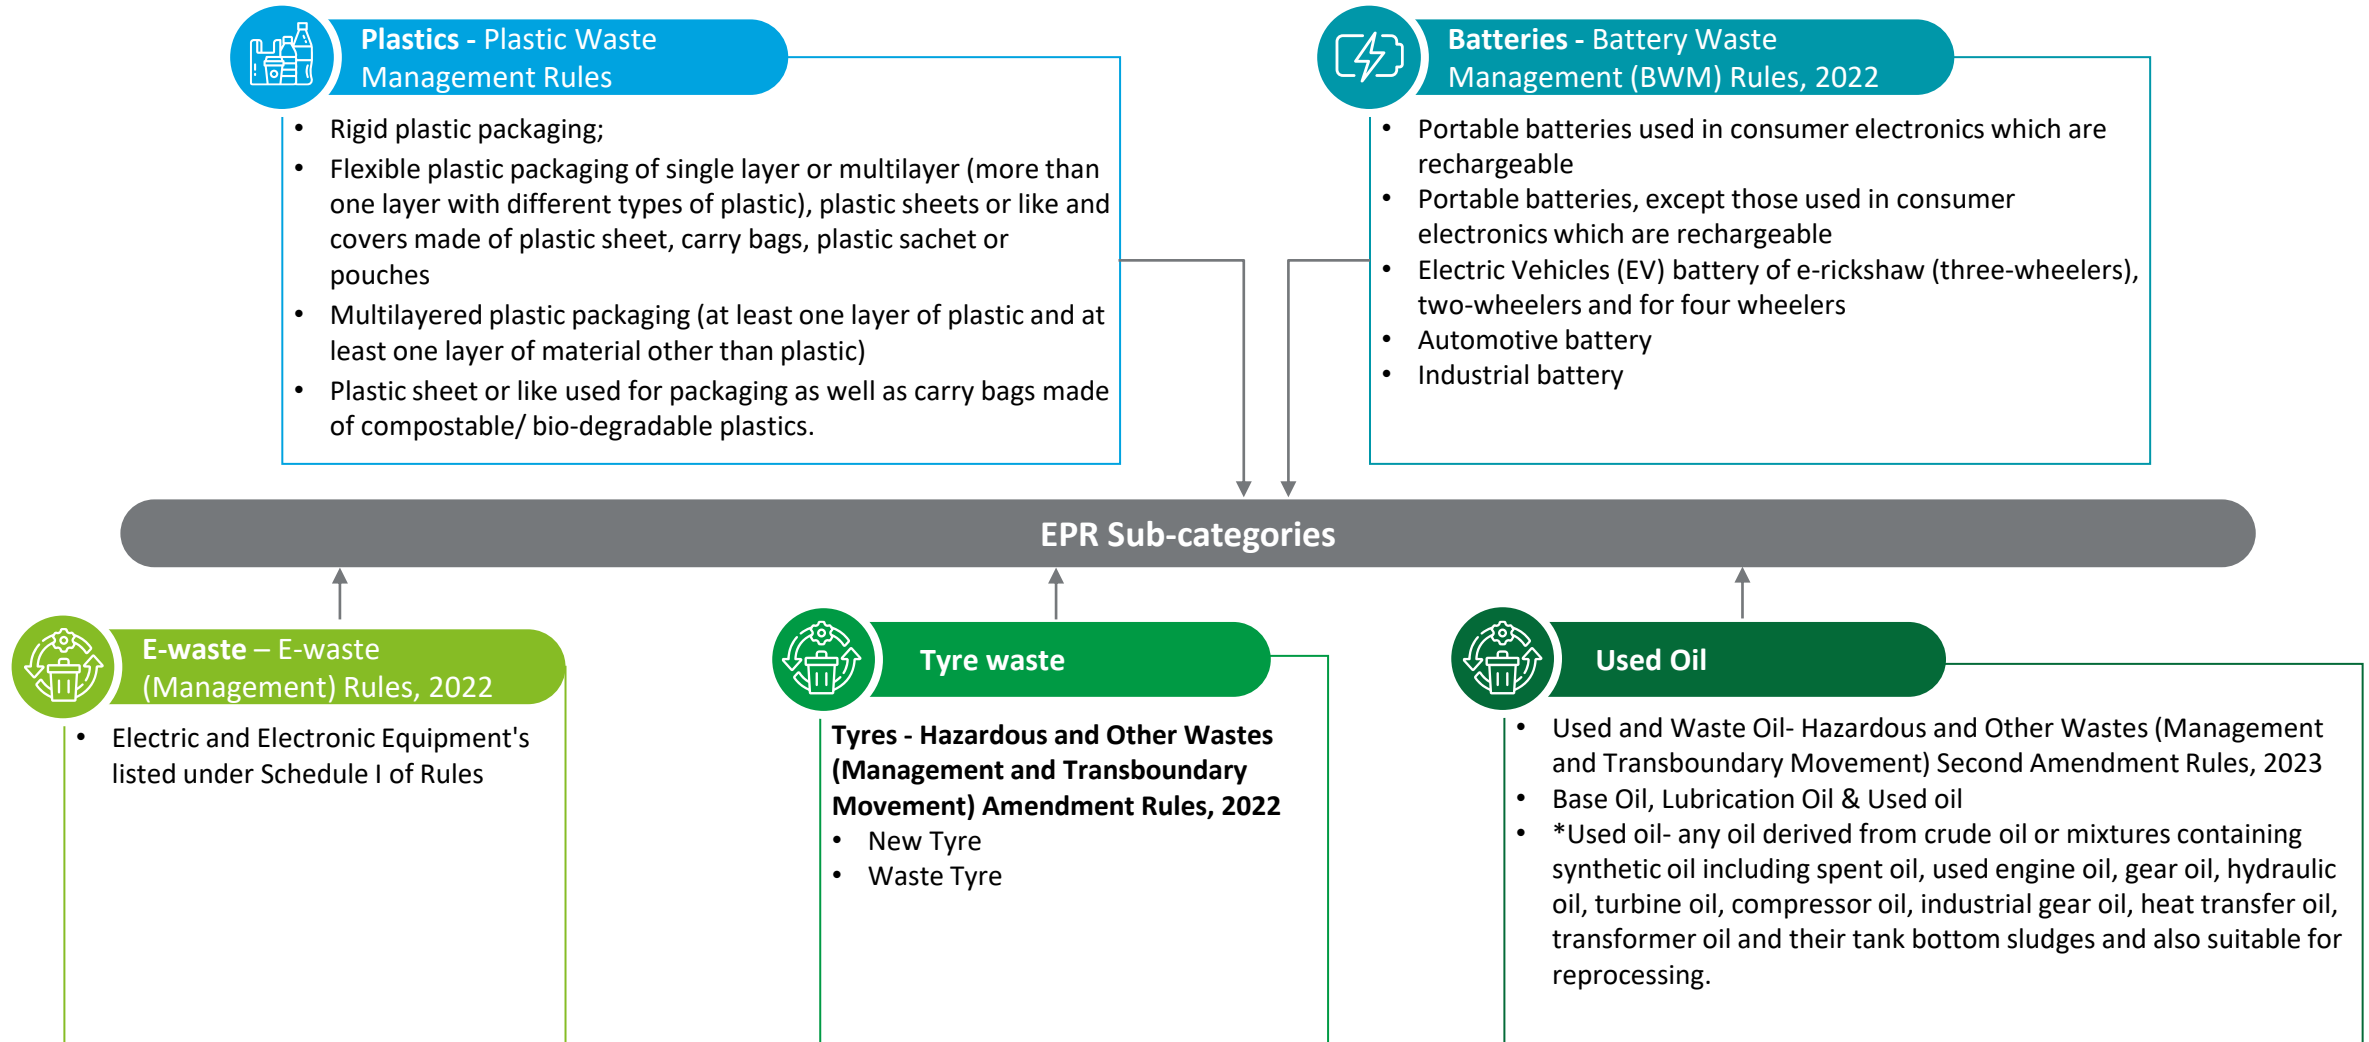 Plastics - Plastic Waste
Management Rules
• Rigid plastic packaging;
• Flexible plastic packaging of single layer or multilayer (more than
one layer with different types of plastic), plastic sheets or like and
covers made of plastic sheet, carry bags, plastic sachet or
pouches
• Multilayered plastic packaging (at least one layer of plastic and at
least one layer of material other than plastic)
• Plastic sheet or like used for packaging as well as carry bags made
of compostable/ bio-degradable plastics.
Batteries - Battery Waste
Management (BWM) Rules, 2022
• Portable batteries used in consumer electronics which are
rechargeable
• Portable batteries, except those used in consumer
electronics which are rechargeable
• Electric Vehicles (EV) battery of e-rickshaw (three-wheelers),
two-wheelers and for four wheelers
• Automotive battery
• Industrial battery
EPR Sub-categories
E-waste – E-waste
(Management) Rules, 2022
• Electric and Electronic Equipment's
listed under Schedule I of Rules
Tyre waste
Tyres - Hazardous and Other Wastes
(Management and Transboundary
Movement) Amendment Rules, 2022
• New Tyre
• Waste Tyre
Used Oil
• Used and Waste Oil- Hazardous and Other Wastes (Management
and Transboundary Movement) Second Amendment Rules, 2023
• Base Oil, Lubrication Oil & Used oil
• *Used oil- any oil derived from crude oil or mixtures containing
synthetic oil including spent oil, used engine oil, gear oil, hydraulic
oil, turbine oil, compressor oil, industrial gear oil, heat transfer oil,
transformer oil and their tank bottom sludges and also suitable for
reprocessing.